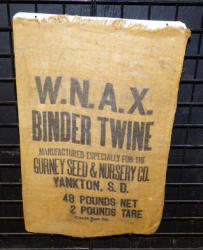 W.N.A.X.
BINDER TWINE
MANUFACTURED ESPECIALLY FOR THE
GURNEY SEED & NURSERY CO.
YANKTON, S. D.
48 POUNDS NET
2 POUNDS TARE